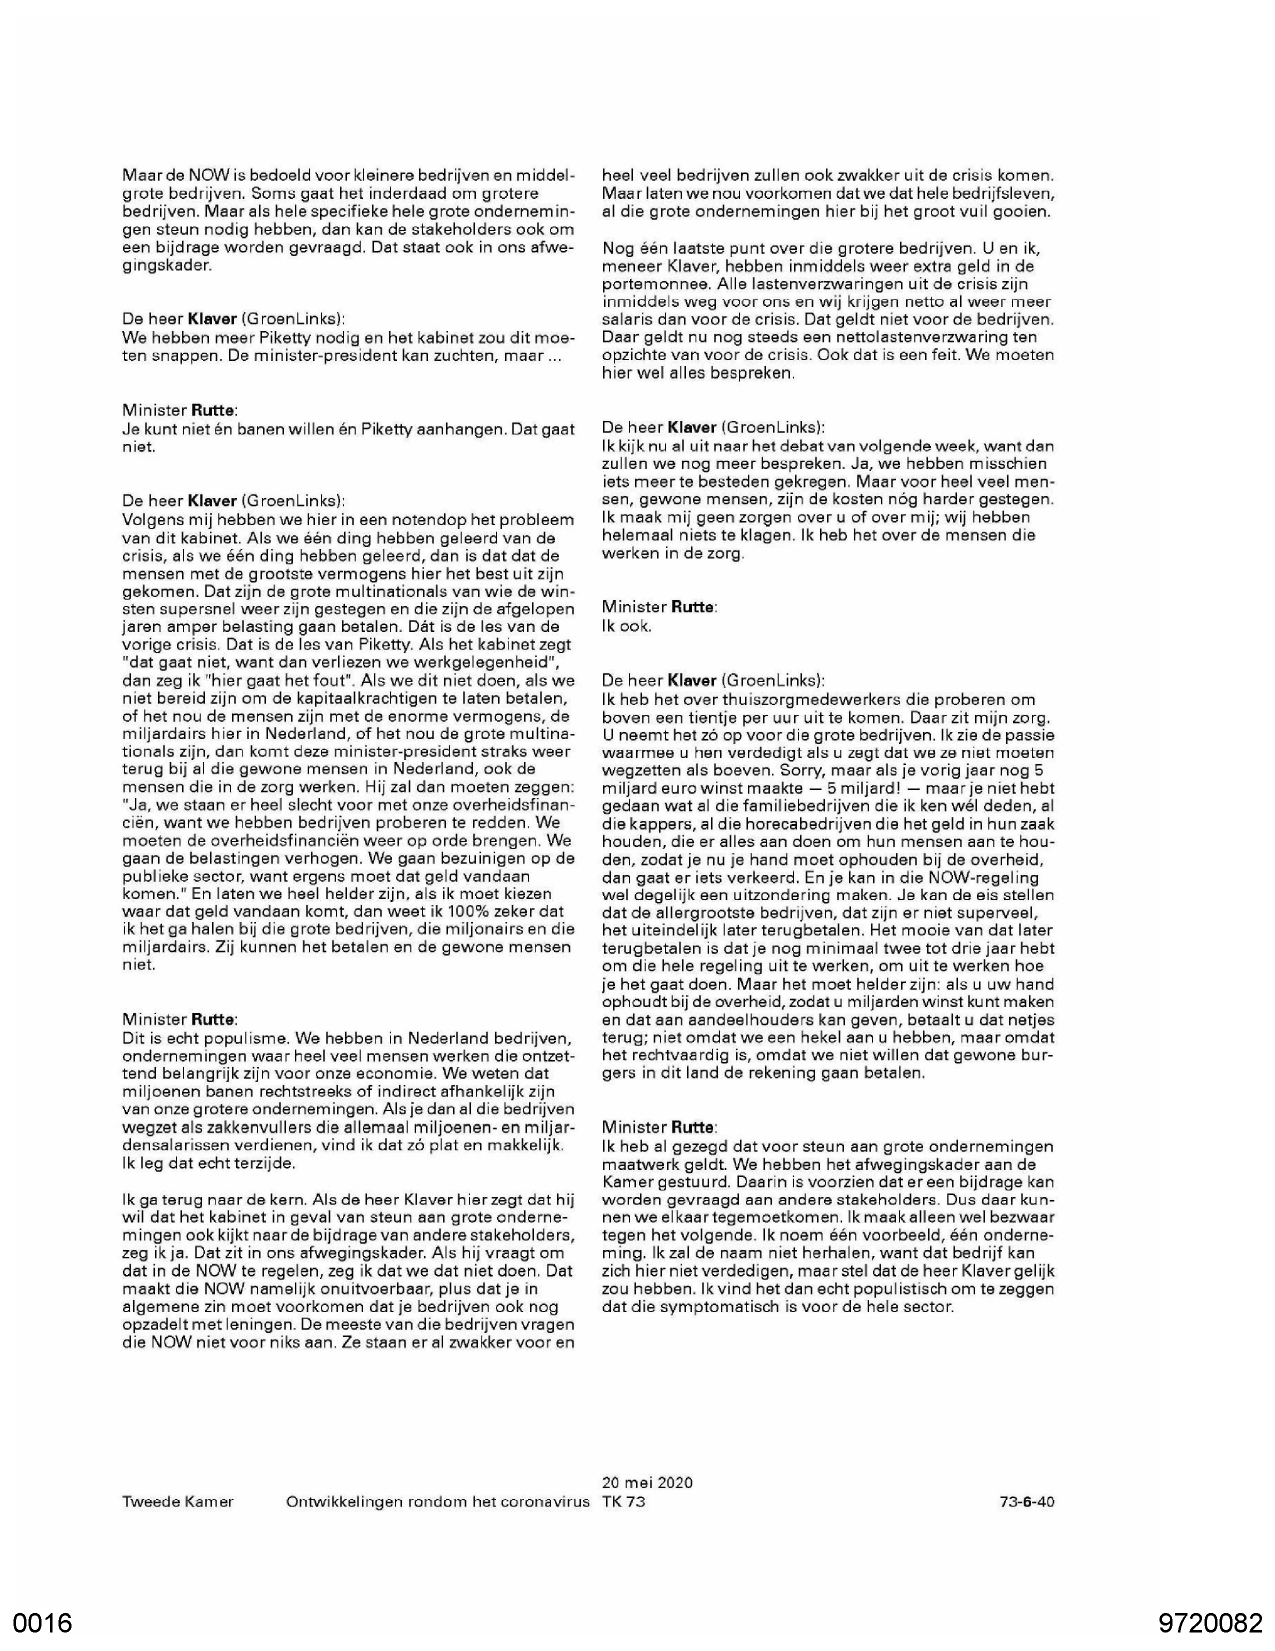 Maar de NOW is bedoeld voor kleinere bedrijven en middel-
grote bedrijven. Soms gaat het inderdaad om grotere
bedrijven. Maar als hele specifieke hele grote ondernemin-
gen steun nodig hebben, dan kan de stakeholders ook om
een bijdrage worden gevraagd. Dat staat ook in ons afwe-
gingskader.
De heer Klaver (GroenLinks):
We hebben meer Piketty nodig en het kabinet zou dit moe-
ten snappen. De minister-president kan zuchten, maar ...
Minister Rutte:
Je kunt niet én banen willen én Piketty aanhangen. Dat gaat
niet.
De heer Klaver (GroenLinks):
Volgens mij hebben we hier in een notendop het probleem
van dit kabinet. Als we één ding hebben geleerd van de
crisis, als we één ding hebben geleerd, dan is dat dat de
mensen met de grootste vermogens hier het best uit zijn
gekomen. Dat zijn de grote multinationals van wie de win-
sten supersnel weer zijn gestegen en die zijn de afgelopen
jaren amper belasting gaan betalen. Dát is de les van de
vorige crisis. Dat is de les van Piketty. Als het kabinet zegt
"dat gaat niet, want dan verliezen we werkgelegenheid",
dan zeg ik "hier gaat het fout". Als we dit niet doen, als we
niet bereid zijn om de kapitaalkrachtigen te laten betalen,
of het nou de mensen zijn met de enorme vermogens, de
miljardairs hier in Nederland, of het nou de grote multina-
tionals zijn, dan komt deze minister-president straks weer
terug bij al die gewone mensen in Nederland, ook de
mensen die in de zorg werken. Hij zal dan moeten zeggen:
"Ja, we staan er heel slecht voor met onze overheidsfinan-
ciën, want we hebben bedrijven proberen te redden. We
moeten de overheidsfinanciën weer op orde brengen. We
gaan de belastingen verhogen. We gaan bezuinigen op de
publieke sector, want ergens moet dat geld vandaan
komen." En laten we heel helder zijn, als ik moet kiezen
waar dat geld vandaan komt, dan weet ik 100% zeker dat
ik het ga halen bij die grote bedrijven, die miljonairs en die
miljardairs. Zij kunnen het betalen en de gewone mensen
niet.
Minister Rutte:
Dit is echt populisme. We hebben in Nederland bedrijven,
ondernemingen waar heel veel mensen werken die ontzet-
tend belangrijk zijn voor onze economie. We weten dat
miljoenen banen rechtstreeks of indirect afhankelijk zijn
van onze grotere ondernemingen. Als je dan al die bedrijven
wegzet als zakkenvullers die allemaal miljoenen- en miljar-
densalarissen verdienen, vind ik dat zó plat en makkelijk.
Ik leg dat echt terzijde.
Ik ga terug naar de kern. Als de heer Klaver hier zegt dat hij
wil dat het kabinet in geval van steun aan grote onderne-
mingen ook kijkt naar de bijdrage van andere stakeholders,
zeg ik ja. Dat zit in ons afwegingskader. Als hij vraagt om
dat in de NOW te regelen, zeg ik dat we dat niet doen. Dat
maakt die NOW namelijk onuitvoerbaar, plus dat je in
algemene zin moet voorkomen dat je bedrijven ook nog
opzadelt met leningen. De meeste van die bedrijven vragen
die NOW niet voor niks aan. Ze staan er al zwakker voor en
heel veel bedrijven zullen ook zwakker uit de crisis komen.
Maar laten we nou voorkomen dat we dat hele bedrijfsleven,
al die grote ondernemingen hier bij het groot vuil gooien.
Nog één laatste punt over die grotere bedrijven. U en ik,
meneer Klaver, hebben inmiddels weer extra geld in de
portemonnee. Alle lastenverzwaringen uit de crisis zijn
inmiddels weg voor ons en wij krijgen netto al weer meer
salaris dan voor de crisis. Dat geldt niet voor de bedrijven.
Daar geldt nu nog steeds een nettolastenverzwaring ten
opzichte van voor de crisis. Ook dat is een feit. We moeten
hier wel alles bespreken.
De heer Klaver (GroenLinks):
Ik kijk nu al uit naar het debat van volgende week, want dan
zullen we nog meer bespreken. Ja, we hebben misschien
iets meer te besteden gekregen. Maar voor heel veel men-
sen, gewone mensen, zijn de kosten nóg harder gestegen.
Ik maak mij geen zorgen over u of over mij; wij hebben
helemaal niets te klagen. Ik heb het over de mensen die
werken in de zorg.
Minister Rutte:
Ik ook.
De heer Klaver (GroenLinks):
Ik heb het over thuiszorgmedewerkers die proberen om
boven een tientje per uur uit te komen. Daar zit mijn zorg.
U neemt het zó op voor die grote bedrijven. Ik zie de passie
waarmee u hen verdedigt als u zegt dat we ze niet moeten
wegzetten als boeven. Sorry, maar als je vorig jaar nog 5
miljard euro winst maakte — 5 miljard! — maar je niet hebt
gedaan wat al die familiebedrijven die ik ken wél deden, al
die kappers, al die horecabedrijven die het geld in hun zaak
houden, die er alles aan doen om hun mensen aan te hou-
den, zodat je nu je hand moet ophouden bij de overheid,
dan gaat er iets verkeerd. En je kan in die NOW-regeling
wel degelijk een uitzondering maken. Je kan de eis stellen
dat de allergrootste bedrijven, dat zijn er niet superveel,
het uiteindelijk later terugbetalen. Het mooie van dat later
terugbetalen is dat je nog minimaal twee tot drie jaar hebt
om die hele regeling uit te werken, om uit te werken hoe
je het gaat doen. Maar het moet helder zijn: als u uw hand
ophoudt bij de overheid, zodat u miljarden winst kunt maken
en dat aan aandeelhouders kan geven, betaalt u dat netjes
terug; niet omdat we een hekel aan u hebben, maar omdat
het rechtvaardig is, omdat we niet willen dat gewone bur-
gers in dit land de rekening gaan betalen.
Minister Rutte:
Ik heb al gezegd dat voor steun aan grote ondernemingen
maatwerk geldt. We hebben het afwegingskader aan de
Kamer gestuurd. Daarin is voorzien dat er een bijdrage kan
worden gevraagd aan andere stakeholders. Dus daar kun-
nen we elkaar tegemoetkomen. Ik maak alleen wel bezwaar
tegen het volgende. Ik noem één voorbeeld, één onderne-
ming. Ik zal de naam niet herhalen, want dat bedrijf kan
zich hier niet verdedigen, maar stel dat de heer Klaver gelijk
zou hebben. Ik vind het dan echt populistisch om te zeggen
dat die symptomatisch is voor de hele sector.
20 mei 2020
Tweede Kamer Ontwikkelingen rondom het coronavirus TK 73 73-6-40
0016 9720082